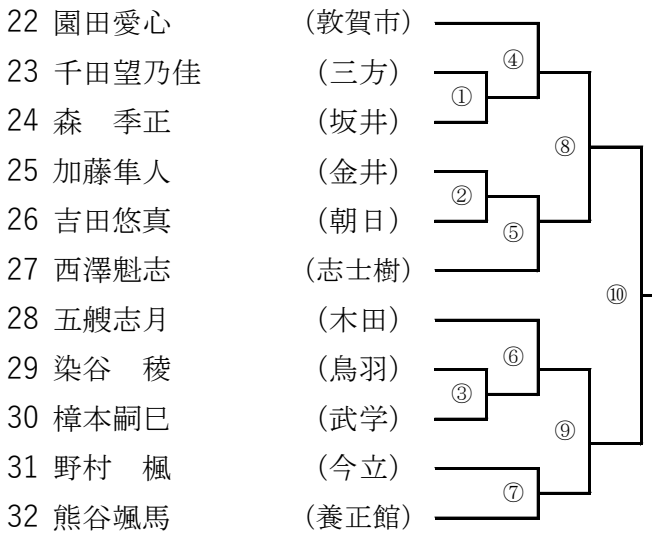 22 園田愛心 (敦賀市)
④
23 千田望乃佳 (三方)
①
24 森　季正 (坂井)
⑧
25 加藤隼人 (金井)
②
26 吉田悠真 (朝日)
⑤
27 西澤魁志 (志士樹)
⑩
28 五艘志月 (木田)
⑥
29 染谷　稜 (鳥羽)
③
30 樟本嗣巳 (武学)
⑨
31 野村　楓 (今立)
⑦
32 熊谷颯馬 (養正館)